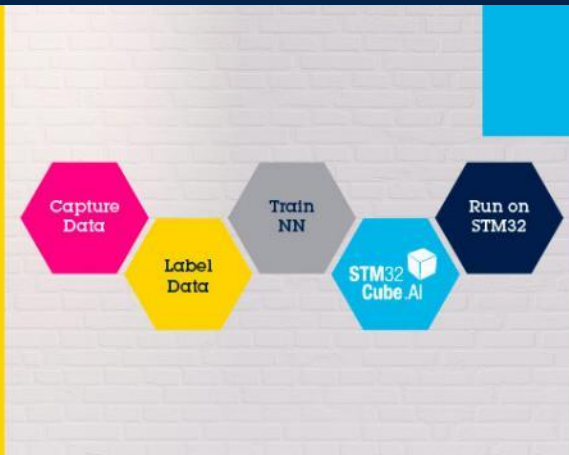 Capture
Data
Label
Data
Train
NN
STM32
Cube.AI
Run on
STM32